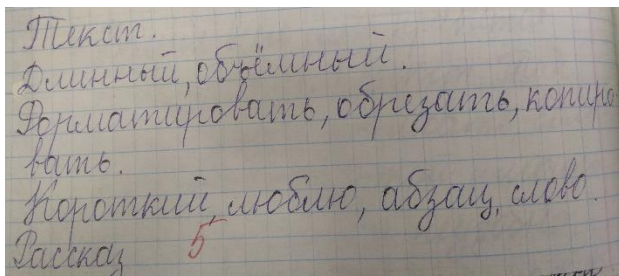 Текст.
Длинный, объёмный.
Форматировать, обрезать, копиро
вать.
Короткий, люблю, абзац, слово.
Рассказ 5